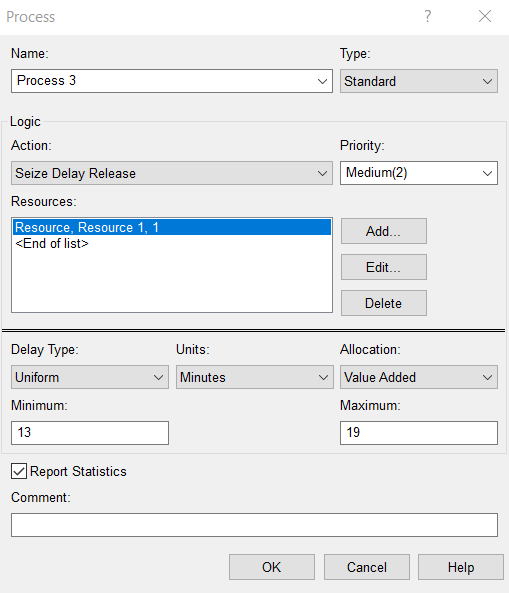 Process ?
Name: Type:
Process 3 Standard
Logic
Action: Priority:
Seize Delay Release Medium(2)
Resources:
Resource, Resource 1, 1 Add...
<End of list>
Edit...
Delete
Delay Type: Units: Allocation:
Uniform Minutes Value Added
Minimum: Maximum:
13 19
Report Statistics
Comment:
OK Cancel Help